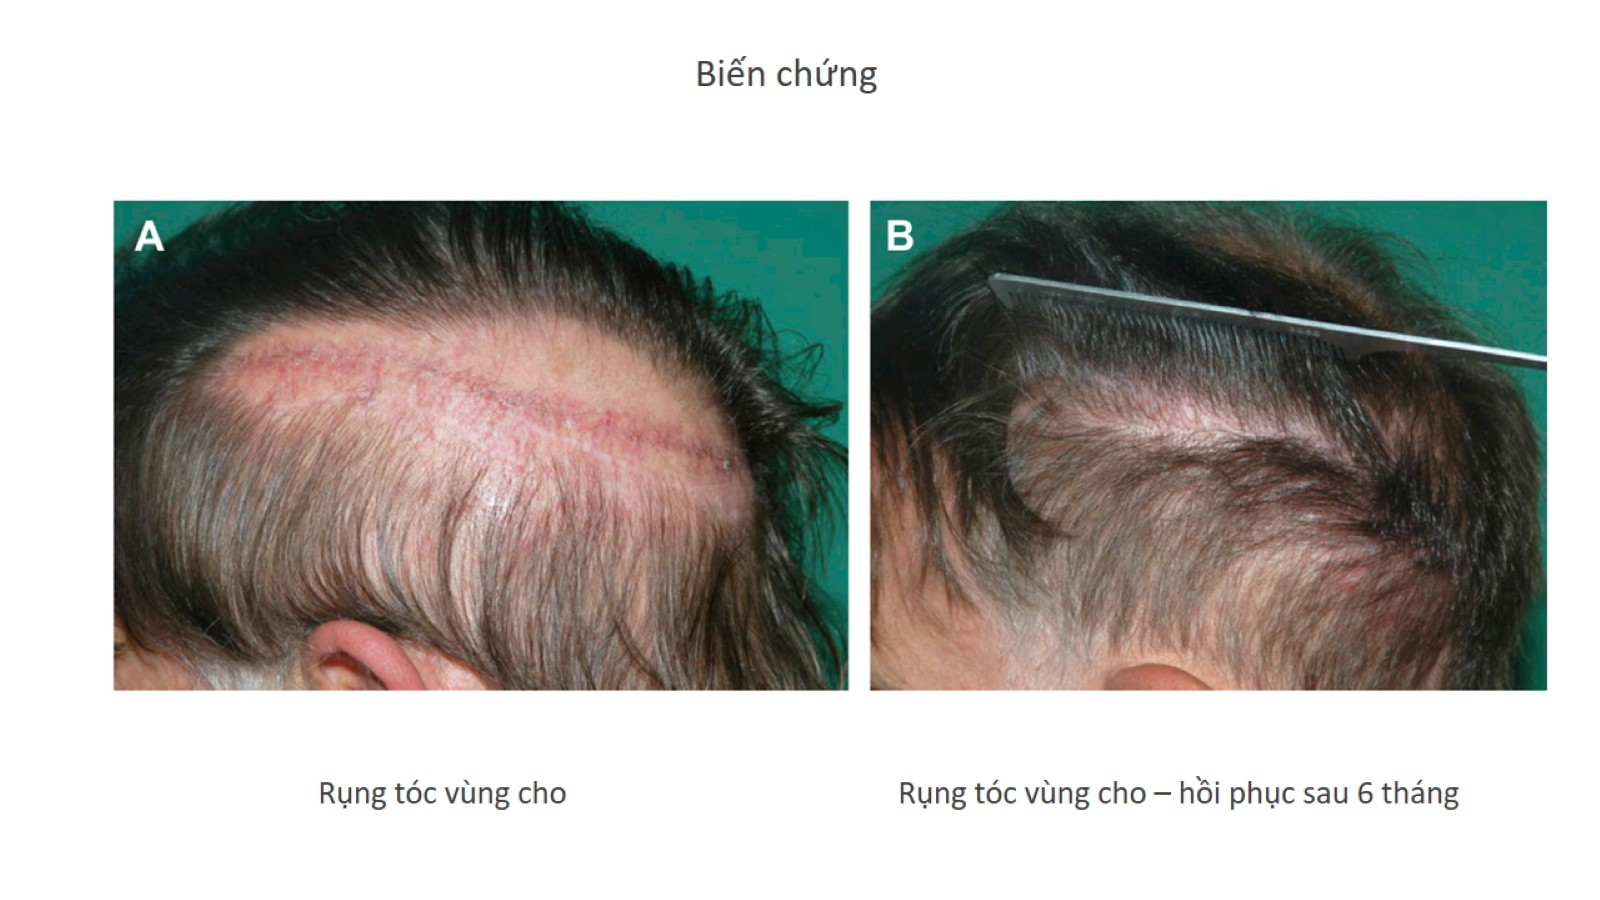 Biến chứng
A
B
Rụng tóc vùng cho
Rụng tóc vùng cho – hồi phục sau 6 tháng